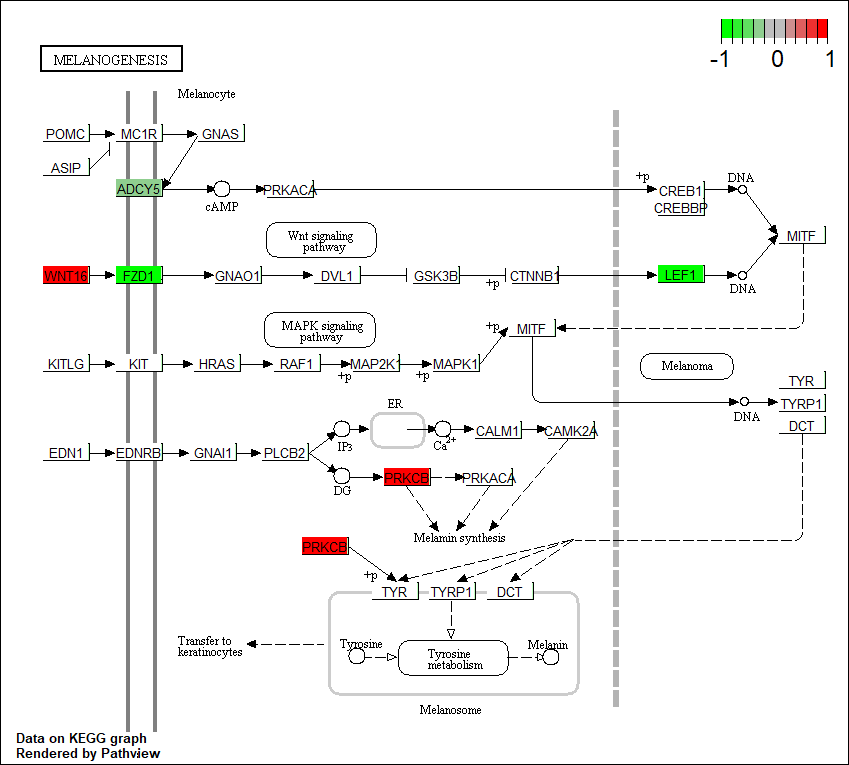 -1 0 1
MELANOGENESIS
Melanocyte
POMC MC1R GNAS
ASIP
ADCY5 cAMP PRKACA +p CREB1 DNA
CREBBP
MITF
Wnt signaling
pathway
WNT16 FZD1 GNAO1 DVL1 GSK3B +p CTNNB1 LEF1 DNA
MAPK signaling
pathway
+p MITF
KITLG KIT HRAS RAF1 +p MAP2K1 +p MAPK1
Melanoma
TYR
DNA TYRP1
DCT
ER
EDN1 EDNRB GNAI1 PLCB2 IP3 Ca2+ CALM1 CAMK2A
DG PRKCB PRKACA
Melamin synthesis
PRKCB
+p
TYR TYRP1 DCT
Transfer to
keratinocytes
Tyrosine
Tyrosine
metabolism
Melanin
Melanosome
Data on KEGG graph
Rendered by Pathview